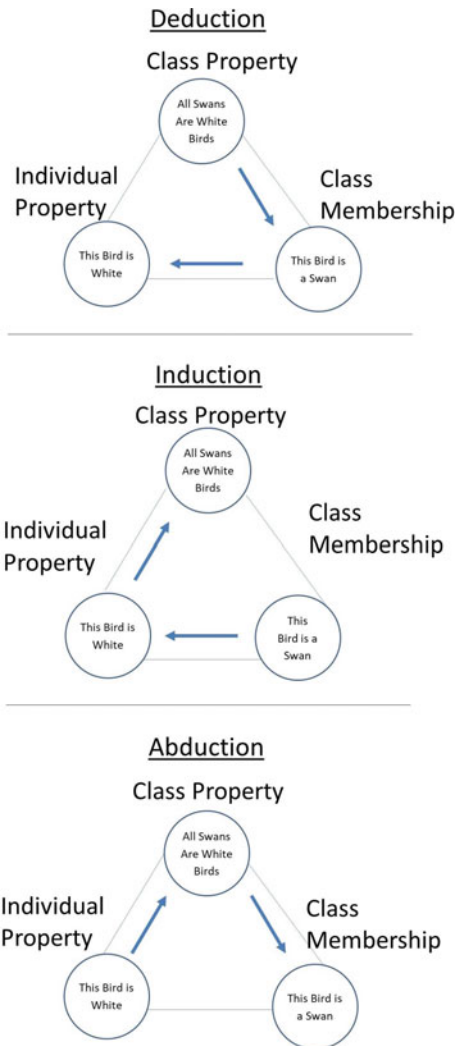 Deduction
Class Property
All Swans
Are White
Birds
Individual
Property
Class
Membership
This Bird is
White
This Bird is
a Swan
Induction
Class Property
All Swans
Are White
Birds
Individual
Property
Class
Membership
This Bird is
White
This
Bird is a
Swan
Abduction
Class Property
All Swans
Are White
Birds
Individual
Property
Class
Membership
This Bird is
White
This Bird is
a Swan